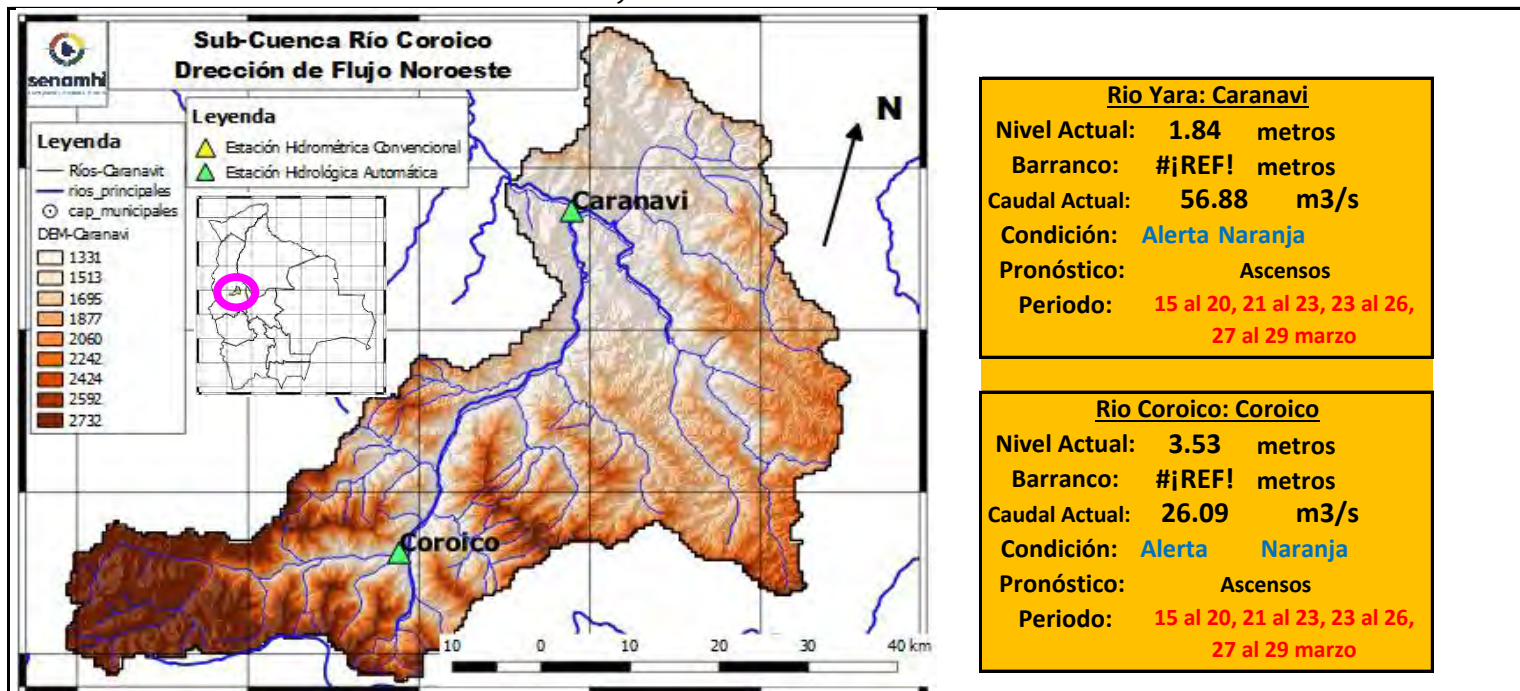 Sub-Cuenca Río Coroico
Drección de Flujo Noroeste
senamhi
Leyenda
Estación Hidrométrica Convencional
Estación Hidrológica Automática
Leyenda
Ríos-Caranavit
rios_principales
cap_municipales
DEM-Caranavi
1331
1513
1695
1877
2060
2242
2424
2592
2732
N
Caranavi
Coroico
10 0 10 20 30 40 km
Rio Yara: Caranavi
Nivel Actual: 1.84 metros
Barranco: #¡REF! metros
Caudal Actual: 56.88 m3/s
Condición: Alerta Naranja
Pronóstico: Ascensos
Periodo: 15 al 20, 21 al 23, 23 al 26,
27 al 29 marzo
Rio Coroico: Coroico
Nivel Actual: 3.53 metros
Barranco: #¡REF! metros
Caudal Actual: 26.09 m3/s
Condición: Alerta Naranja
Pronóstico: Ascensos
Periodo: 15 al 20, 21 al 23, 23 al 26,
27 al 29 marzo